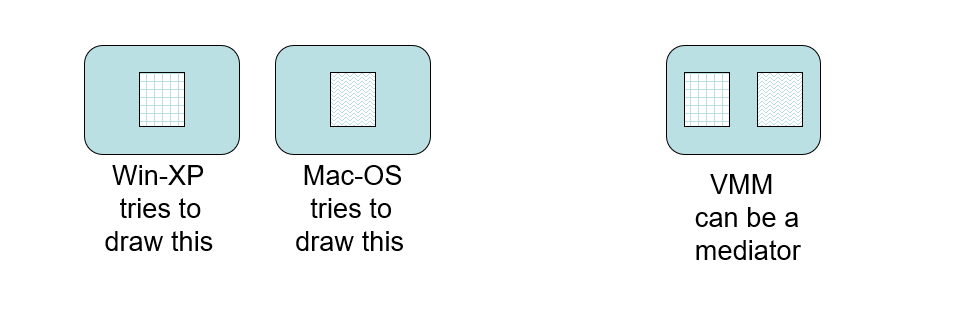 Win-XP
tries to
draw this
Mac-OS
tries to
draw this
VMM
can be a
mediator